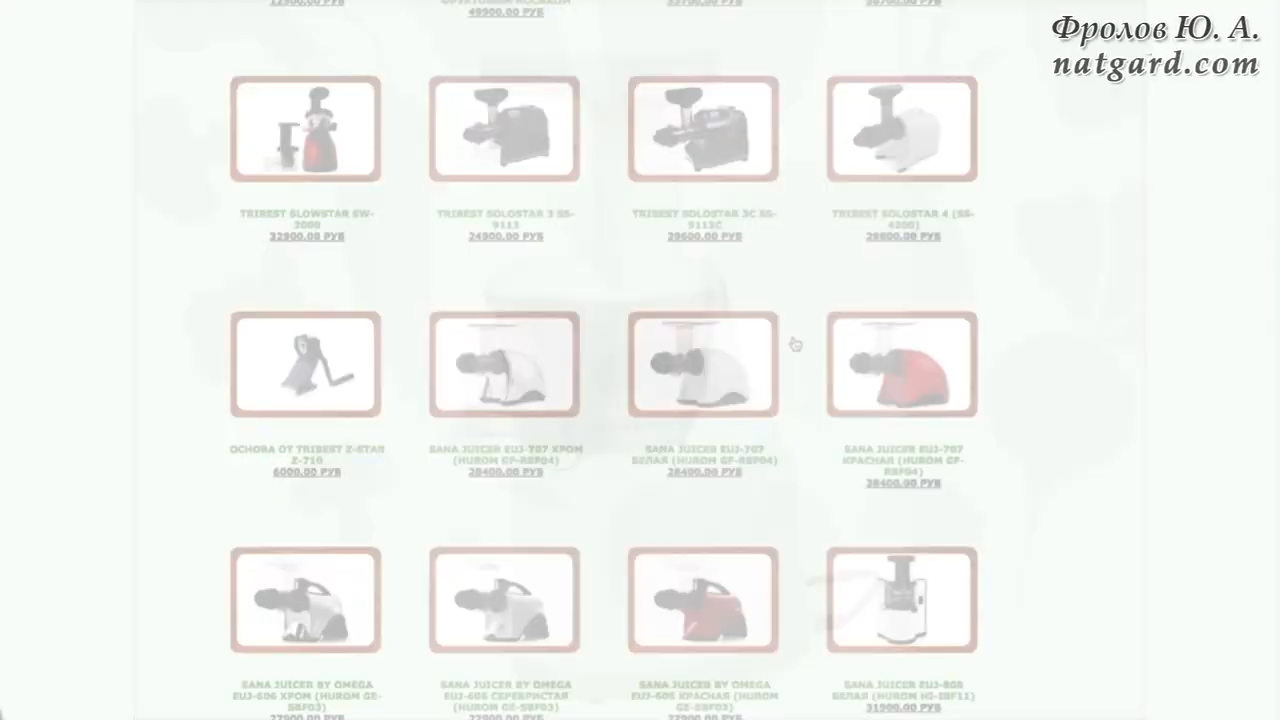 Фролов Ю. А.
natgard.com
49900.00 РУБ
TRIBEST SLOWSTAR SW-
2000
32900.00 РУБ
TRIBEST SOLOSTAR 3 SS-
9113
24900.00 РУБ
TRIBEST SOLOSTAR 3C SS-
9113C
29600.00 РУБ
TRIBEST SOLOSTAR 4 (SS-
4200)
29800.00 РУБ
ОСНОВА ОТ TRIBEST Z-STAR
Z-710
6000.00 РУБ
SANA JUICER EUJ-707 ХРОМ
(HUROM GF-RBF04)
28400.00 РУБ
SANA JUICER EUJ-707
БЕЛАЯ (HUROM GF-RBF04)
28400.00 РУБ
SANA JUICER EUJ-707
КРАСНАЯ (HUROM GF-
RBF04)
28400.00 РУБ
SANA JUICER BY OMEGA
EUJ-606 ХРОМ (HUROM GE-
SBF03)
SANA JUICER BY OMEGA
EUJ-606 СЕРЕБРИСТАЯ
(HUROM GE-SBF03)
SANA JUICER BY OMEGA
EUJ-606 КРАСНАЯ (HUROM
GE-SBF03)
SANA JUICER EUJ-808
БЕЛАЯ
31900.00 РУБ